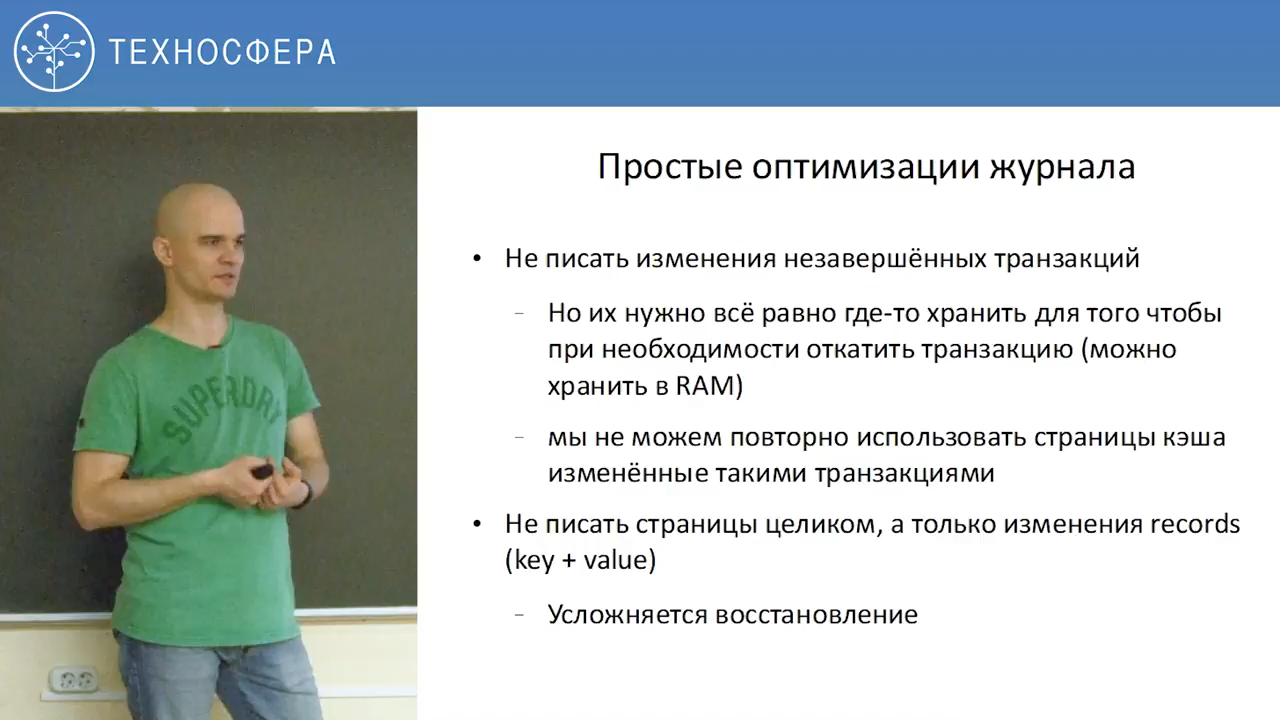 ТЕХНОСФЕРА
SUPERDRY
Простые оптимизации журнала
• Не писать изменения незавершённых транзакций
– Но их нужно всё равно где-то хранить для того чтобы
при необходимости откатить транзакцию (можно
хранить в RAM)
– мы не можем повторно использовать страницы кэша
изменённые такими транзакциями
• Не писать страницы целиком, а только изменения records
(key + value)
– Усложняется восстановление